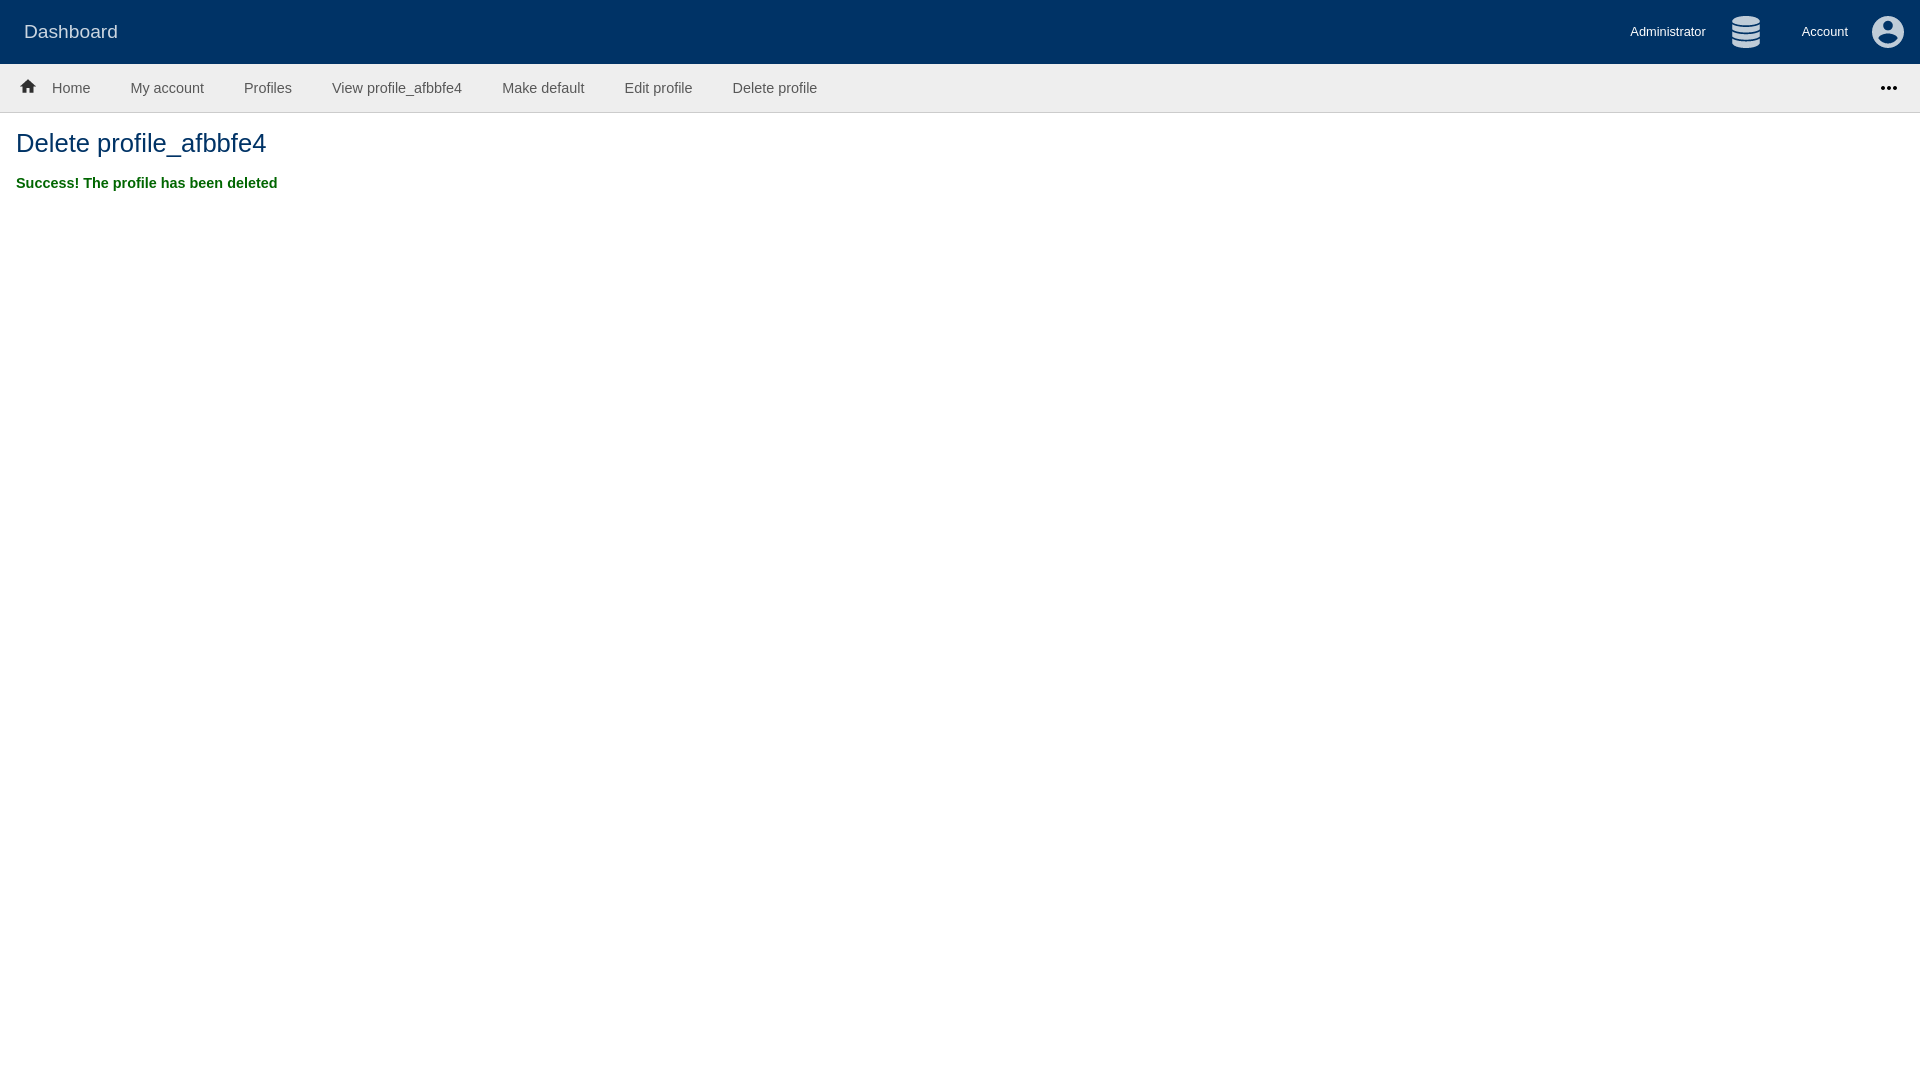 Dashboard
Administrator
Account
Home
My account
Profiles
View profile_afbbfe4
Make default
Edit profile
Delete profile
Delete profile_afbbfe4
Success! The profile has been deleted